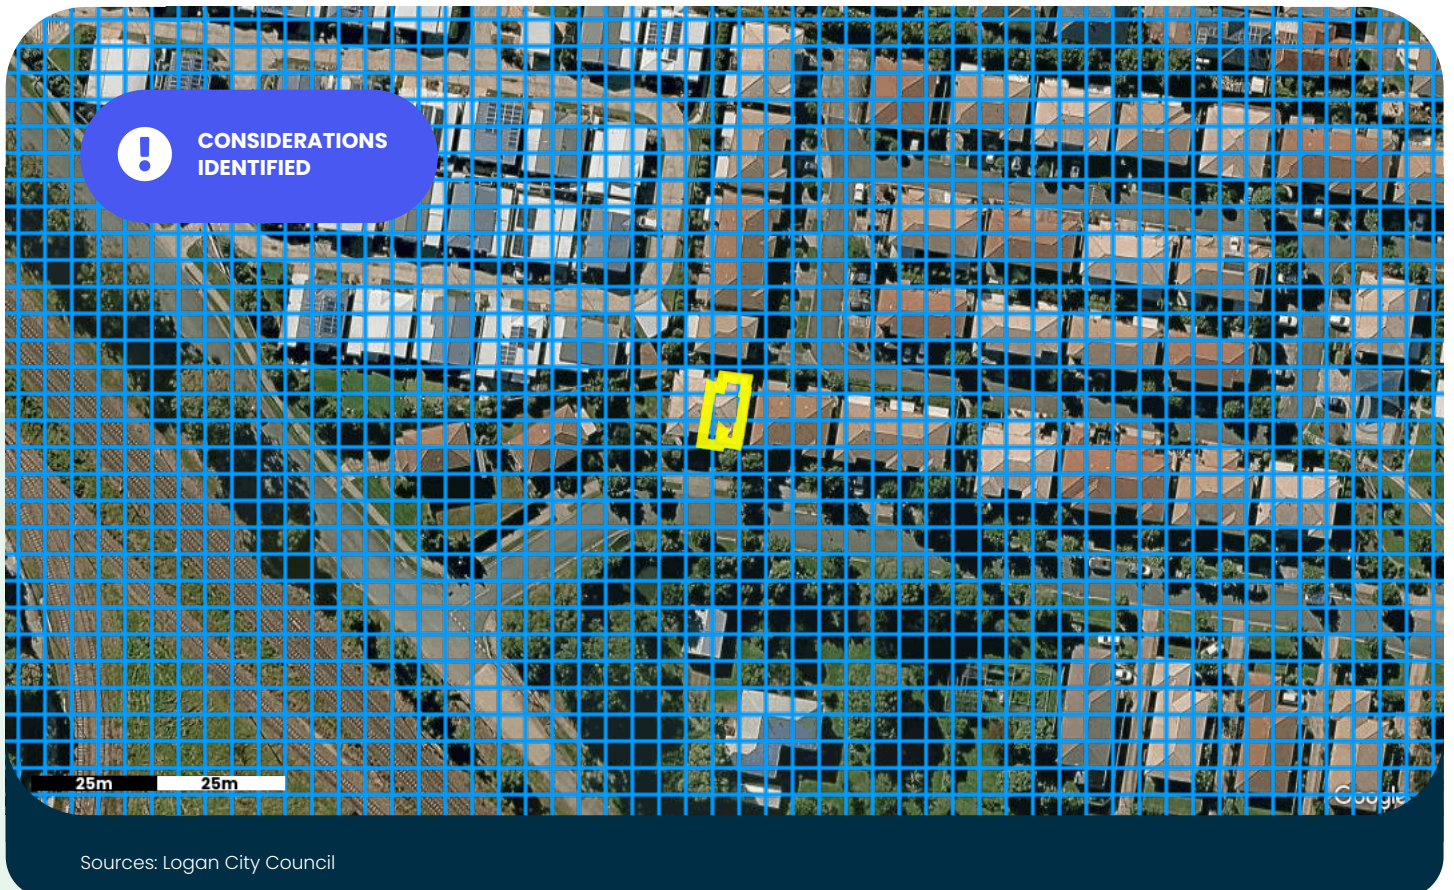 CONSIDERATIONS
IDENTIFIED
25m 25m
Google
Sources: Logan City Council